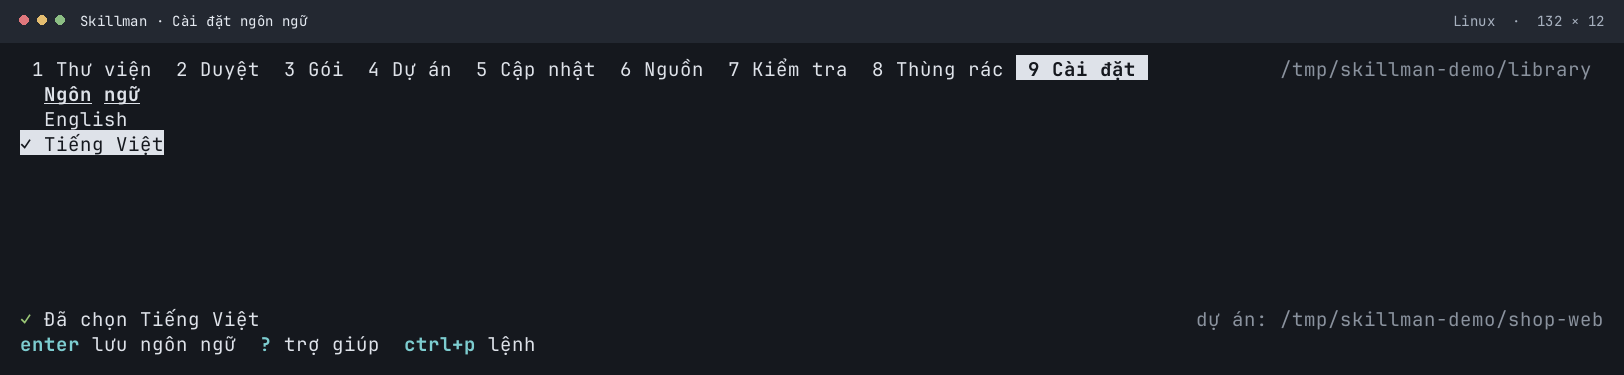 Skillman · Cài đặt ngôn ngữ Linux · 132 × 12
1 Thư viện 2 Duyệt 3 Gói 4 Dự án 5 Cập nhật 6 Nguồn 7 Kiểm tra 8 Thùng rác 9 Cài đặt /tmp/skillman-demo/library
Ngôn ngữ
English
✓ Tiếng Việt
✓ Đã chọn Tiếng Việt dự án: /tmp/skillman-demo/shop-web
enter lưu ngôn ngữ ? trợ giúp ctrl+p lệnh